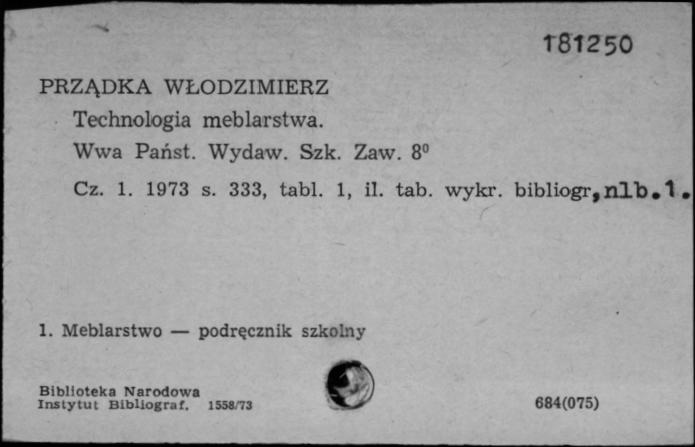 181250
PRZĄDKA WŁODZIMIERZ
Technologia meblarstwa.
Wwa Państ. Wydaw. Szk. Zaw. 8⁰
Cz. 1. 1973 s. 333, tabl. 1, il. tab. wykr. bibliogr, nlb.1.
1. Meblarstwo — podręcznik szkolny
Biblioteka Narodowa
Instytut Bibliograf. 1558/73
684(075)